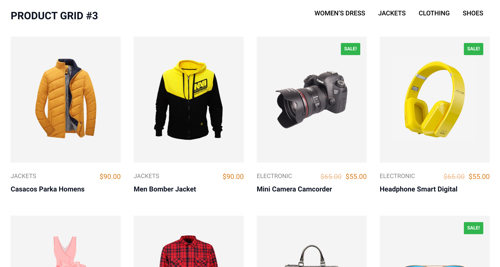 PRODUCT GRID #3
WOMEN'S DRESS JACKETS CLOTHING SHOES
SALE!
SALE!
JACKETS $90.00
Casacos Parka Homens
JACKETS $90.00
Men Bomber Jacket
ELECTRONIC $65.00 $55.00
Mini Camera Camcorder
ELECTRONIC $65.00 $55.00
Headphone Smart Digital
SALE!